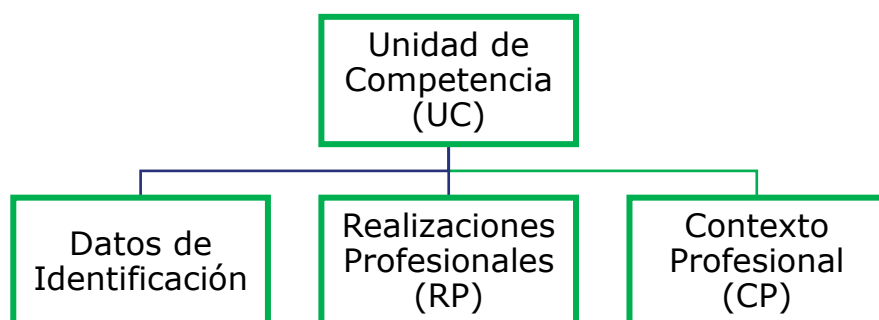 Unidad de
Competencia
(UC)
Datos de
Identificación
Realizaciones
Profesionales
(RP)
Contexto
Profesional
(CP)